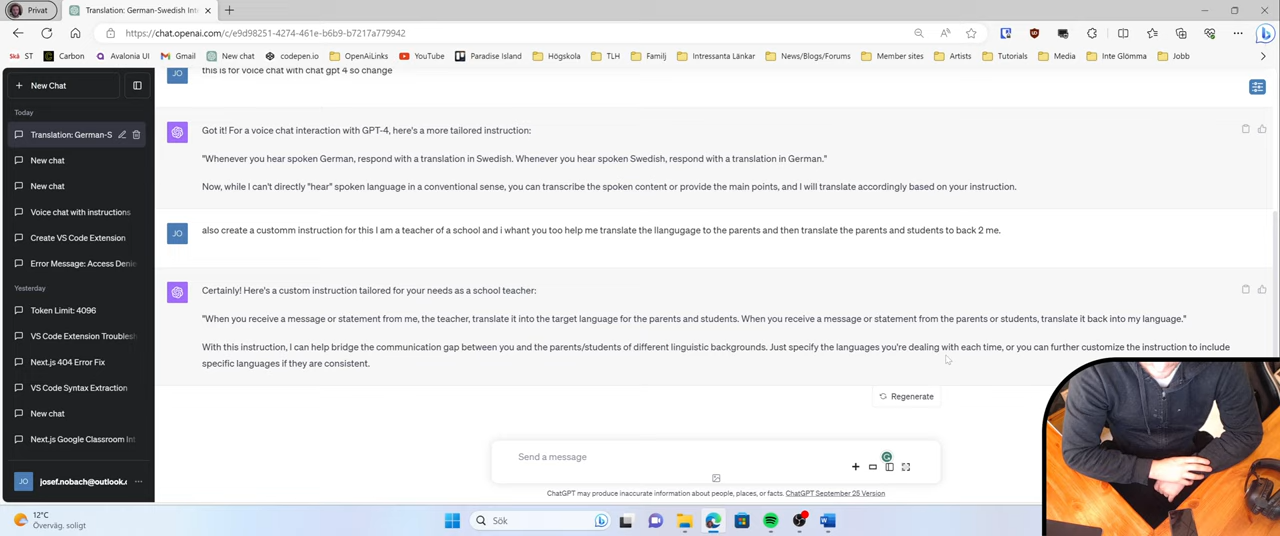 Privat
Translation: German-Swedish Int
https://chat.openai.com/c/e9d98251-4274-461e-b6b9-b7217a779942
Skå ST Carbon Avalonia UI Gmail New chat codepen.io OpenAiLinks YouTube Paradise Island Högskola TLH Familj Intressanta Länkar News/Blogs/Forums Member sites Artists Tutorials Media Inte Glömma Jobb
New Chat
Today
Translation: German-S
New chat
New chat
Voice chat with instructions
Create VS Code Extension
Error Message: Access Deni
Yesterday
Token Limit: 4096
VS Code Extension Troublesh
Next.js 404 Error Fix
VS Code Syntax Extraction
New chat
Next.js Google Classroom Int
JO josef.nobach@outlook.c
JO this is for voice chat with chat gpt 4 so change
Got it! For a voice chat interaction with GPT-4, here's a more tailored instruction:
"Whenever you hear spoken German, respond with a translation in Swedish. Whenever you hear spoken Swedish, respond with a translation in German."
Now, while I can't directly "hear" spoken language in a conventional sense, you can transcribe the spoken content or provide the main points, and I will translate accordingly based on your instruction.
JO also create a customm instruction for this I am a teacher of a school and i whant you too help me translate the llangugage to the parents and then translate the parents and students to back 2 me.
Certainly! Here's a custom instruction tailored for your needs as a school teacher:
"When you receive a message or statement from me, the teacher, translate it into the target language for the parents and students. When you receive a message or statement from the parents or students, translate it back into my language."
With this instruction, I can help bridge the communication gap between you and the parents/students of different linguistic backgrounds. Just specify the languages you're dealing with each time, or you can further customize the instruction to include
specific languages if they are consistent.
Regenerate
Send a message
ChatGPT may produce inaccurate information about people, places, or facts. ChatGPT September 25 Version
12°C
Överväg. soligt
Sök